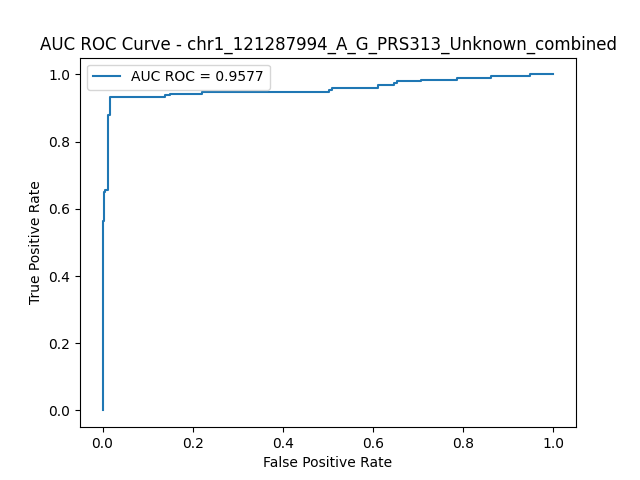 AUC ROC Curve - chr1_121287994_A_G_PRS313_Unknown_combined
AUC ROC = 0.9577
1.0
0.8
0.6
0.4
0.2
0.0
True Positive Rate
0.0 0.2 0.4 0.6 0.8 1.0
False Positive Rate